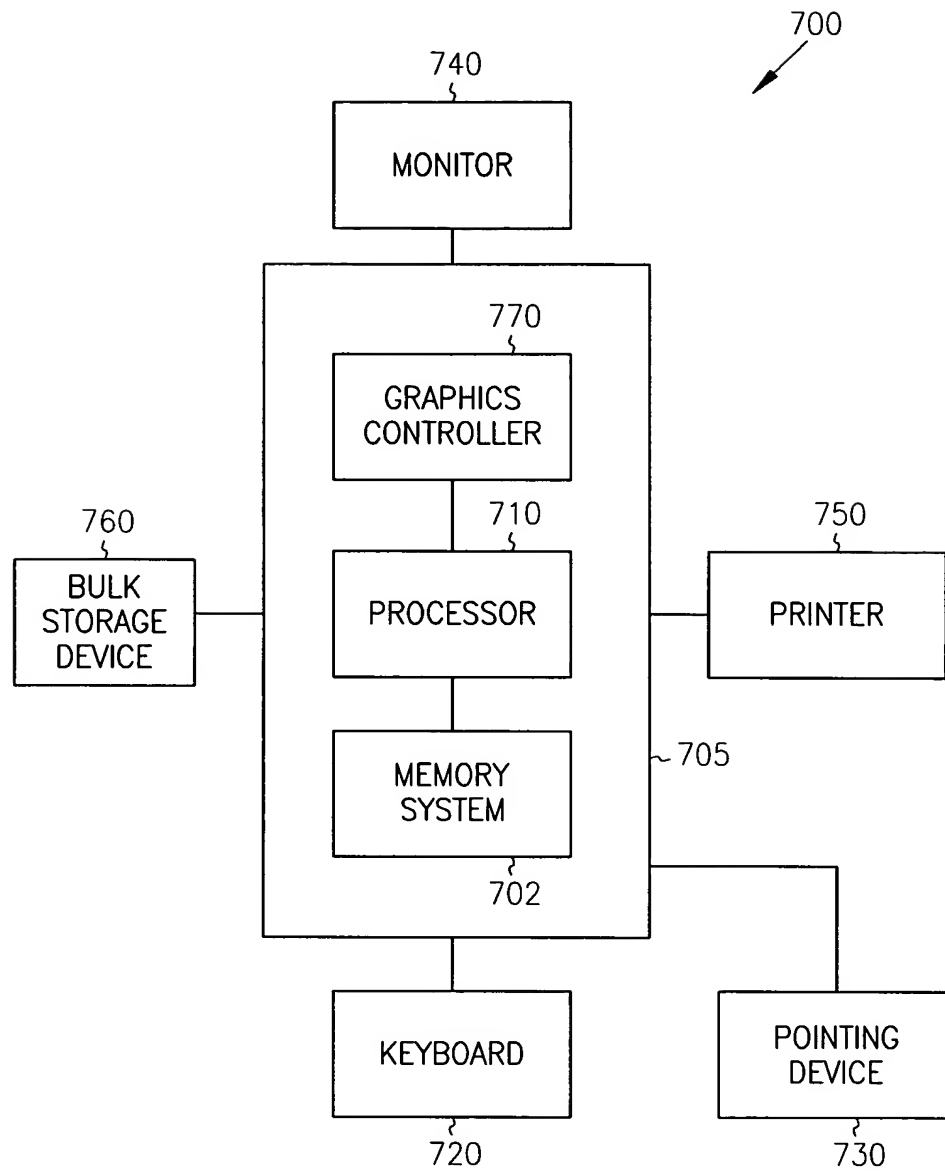 700
740
MONITOR
770
GRAPHICS
CONTROLLER
710
PROCESSOR
760
BULK
STORAGE
DEVICE
750
PRINTER
705
MEMORY
SYSTEM
702
KEYBOARD
720
POINTING
DEVICE
730